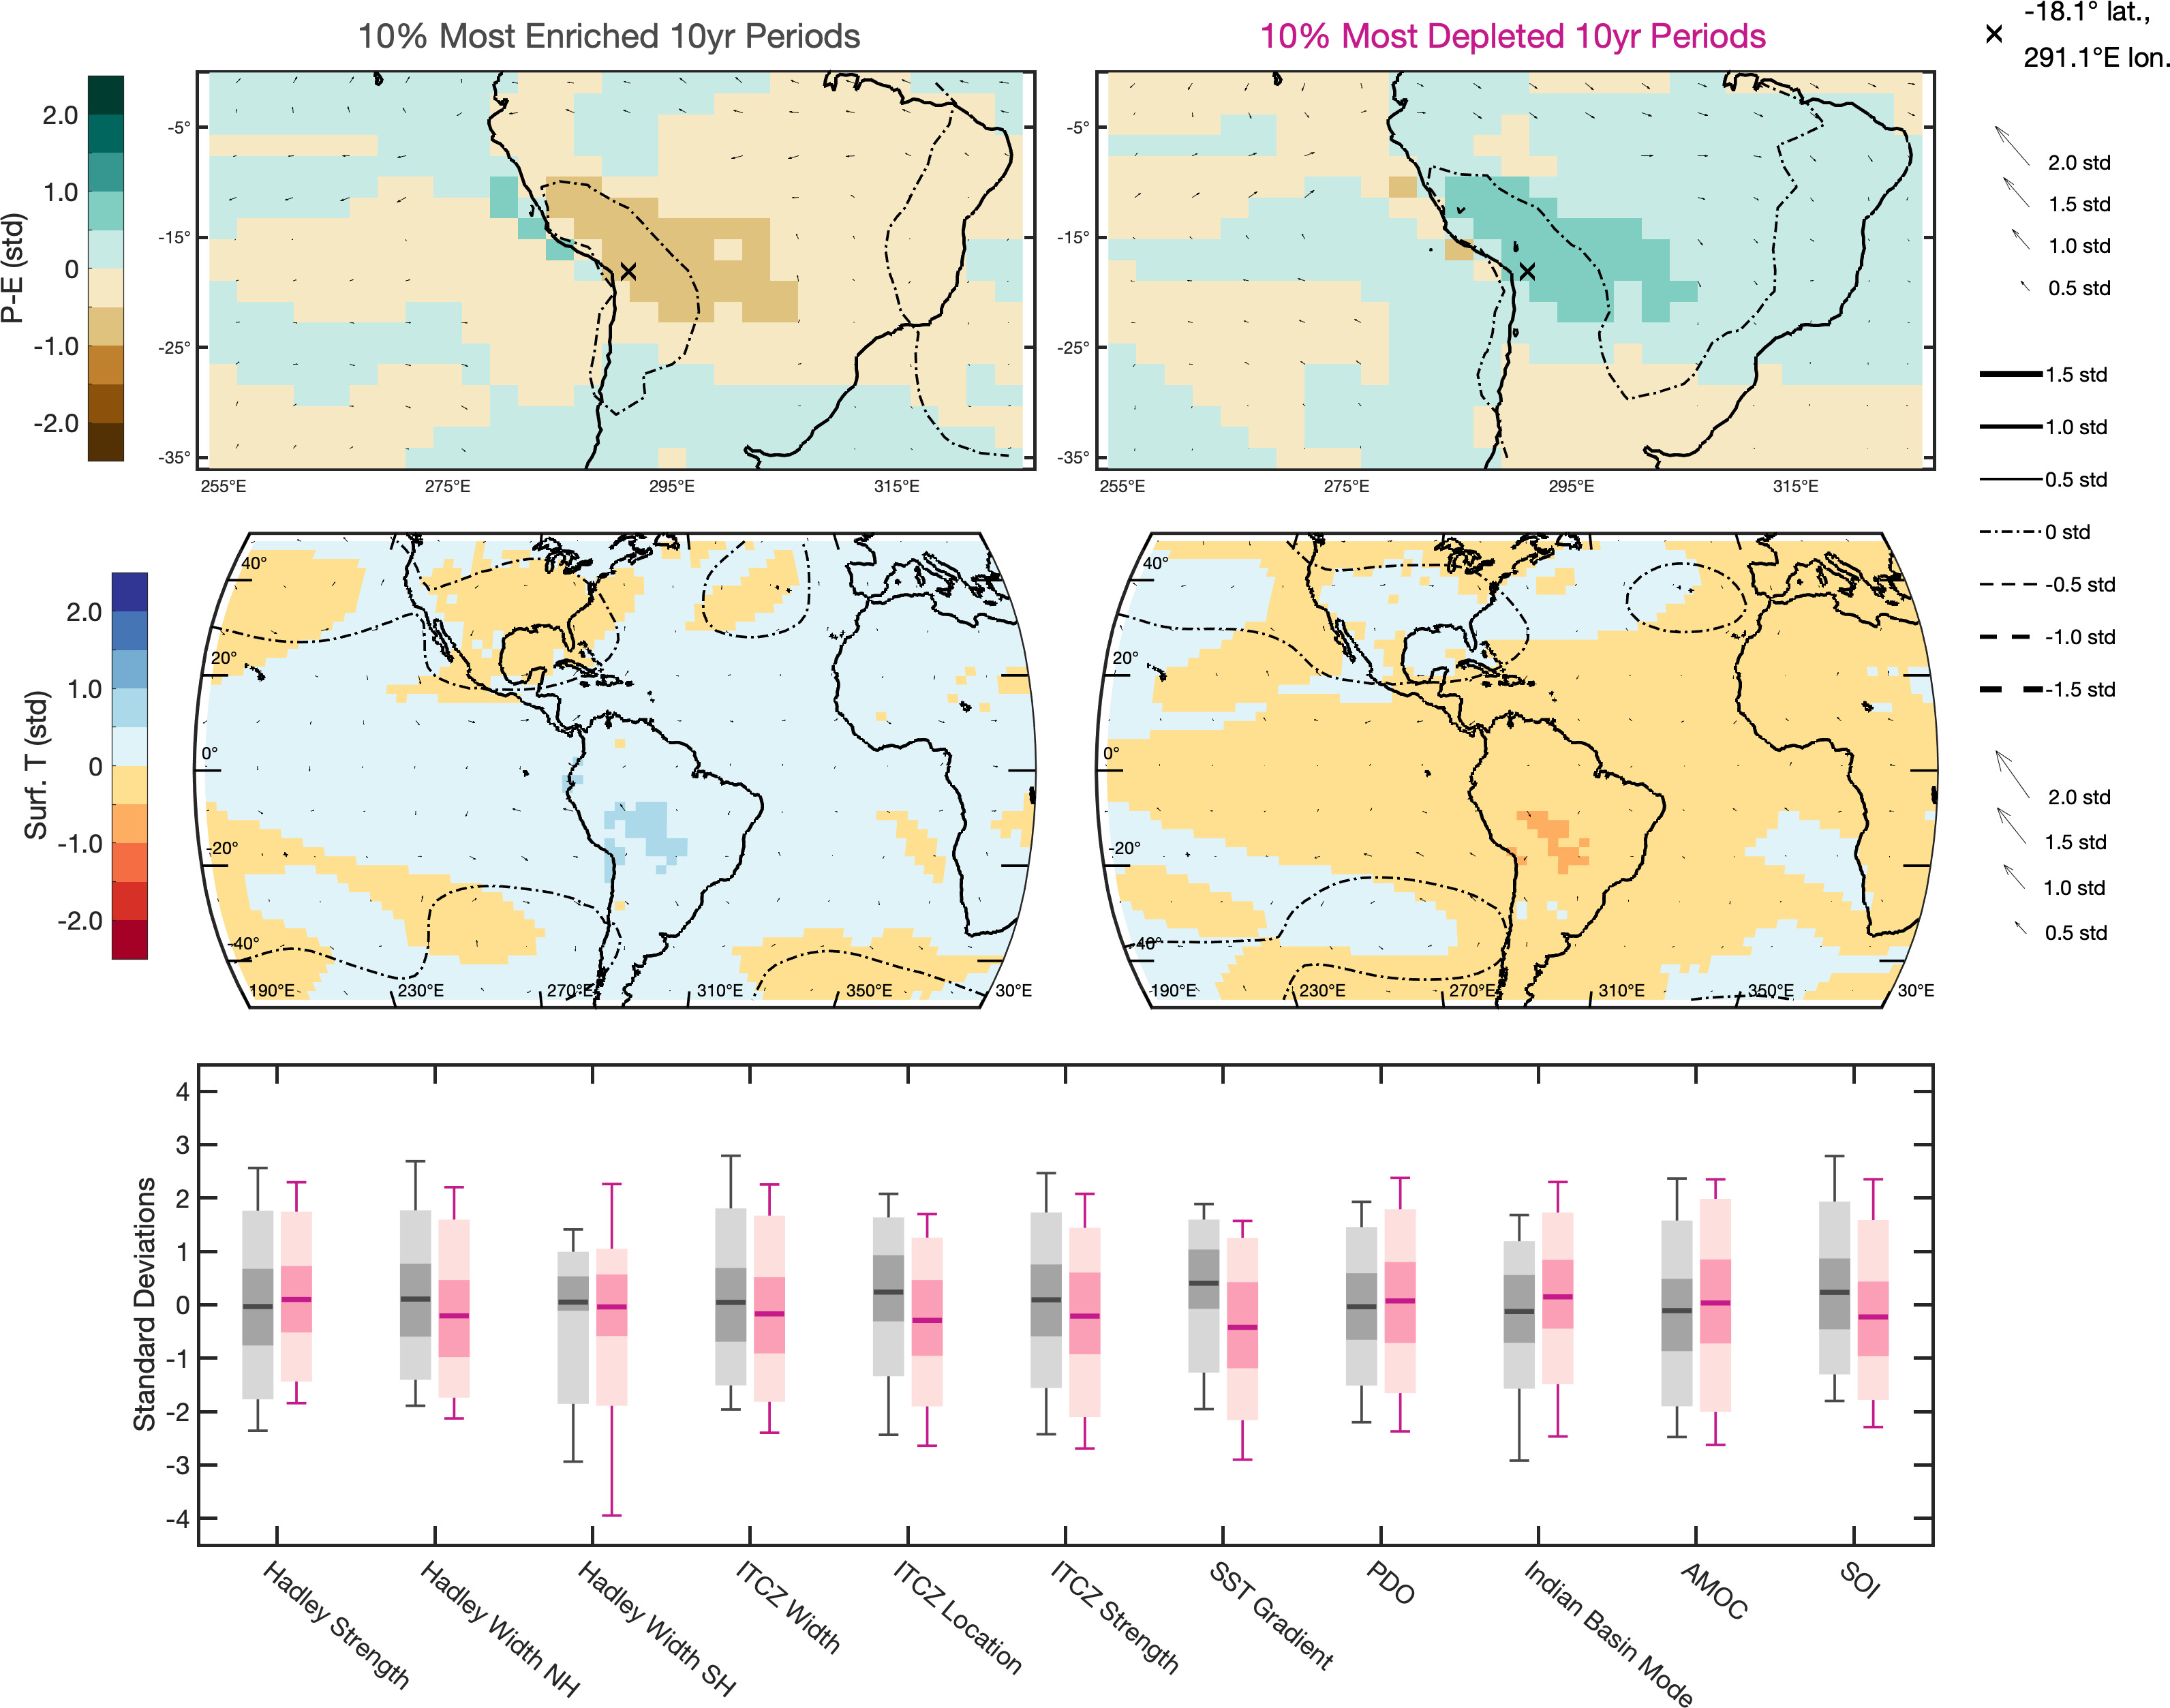 10% Most Enriched 10yr Periods
10% Most Depleted 10yr Periods
-18.1° lat.,
291.1°E lon.
P-E (std)
2.0
1.0
0
-1.0
-2.0
-5°
-15°
-25°
-35°
255°E
275°E
295°E
315°E
-5°
-15°
-25°
-35°
255°E
275°E
295°E
315°E
2.0 std
1.5 std
1.0 std
0.5 std
1.5 std
1.0 std
0.5 std
0 std
-0.5 std
-1.0 std
-1.5 std
Surf. T (std)
2.0
1.0
0
-1.0
-2.0
40°
20°
0°
-20°
-40°
190°E
230°E
270°E
310°E
350°E
30°E
40°
20°
0°
-20°
-40°
190°E
230°E
270°E
310°E
350°E
30°E
2.0 std
1.5 std
1.0 std
0.5 std
Standard Deviations
4
3
2
1
0
-1
-2
-3
-4
Hadley Strength
Hadley Width NH
Hadley Width SH
ITCZ Width
ITCZ Location
ITCZ Strength
SST Gradient
PDO
Indian Basin Mode
AMOC
SOI